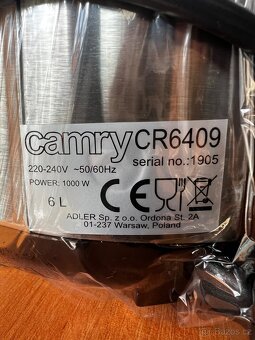 camry CR6409
serial no.:1905
220-240V ~50/60Hz
POWER: 1000 W
6 L
CE
ADLER Sp. z o.o. Ordona St. 2A
01-237 Warsaw, Poland